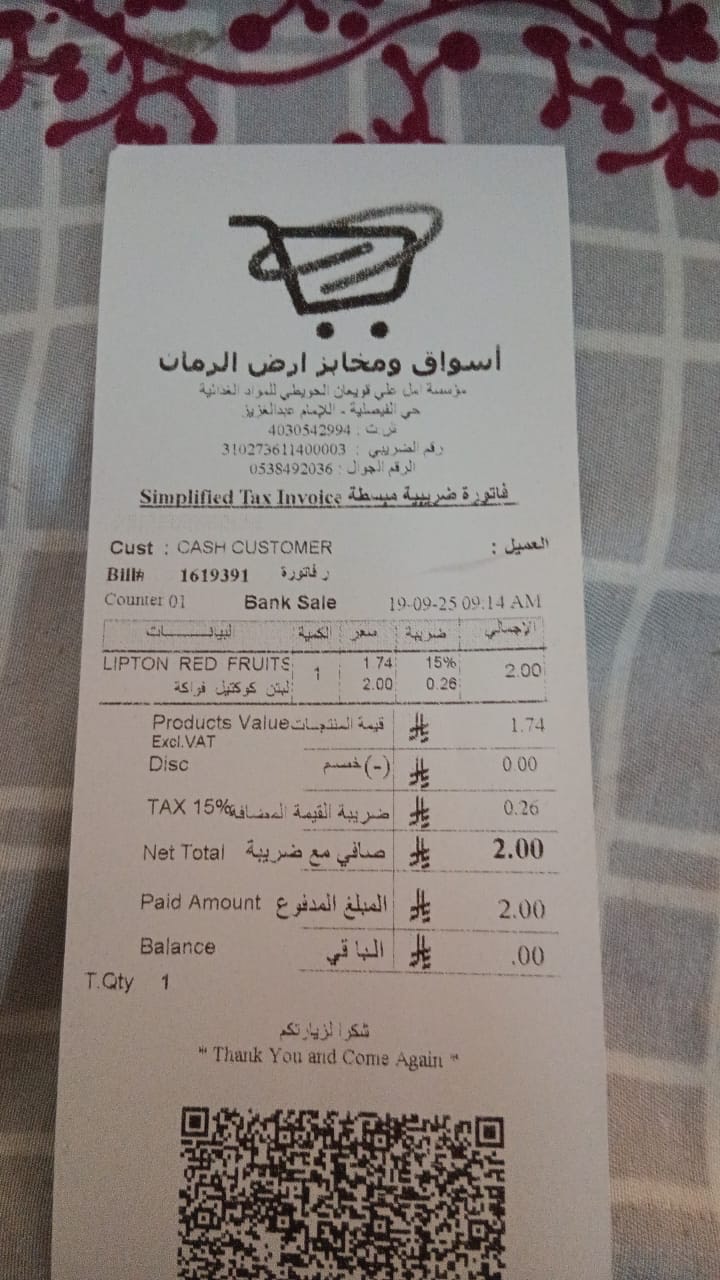 أسواق ومخابز ارض الرمان
مؤسسة امل علي قويعان الحويطي للمواد الغذائية
حي الفيصلية - اللإمام عبدالعزيز
س ت : 4030542994
رقم الضريبي : 310273611400003
الرقم الجوال : 0538492036
Simplified Tax Invoice فاتورة ضريبية مبسطة
Cust : CASH CUSTOMER العميل :
Bill# 1619391 ر فاتورة
Counter 01 Bank Sale 19-09-25 09:14 AM
البيانات الكمية سعر ضريبة الإجمالي
LIPTON RED FRUITS 1 1.74 15% 2.00
لبتن كوكتيل فواكة 2.00 0.26
Products Value قيمة المنتجات 1.74
Excl.VAT
Disc (-) خصم 0.00
TAX 15% ضريبة القيمة المضافة 0.26
Net Total صافي مع ضريبة 2.00
Paid Amount المبلغ المدفوع 2.00
Balance البا قي .00
T.Qty 1
شكرا لزيارتكم
"' Thank You and Come Again "